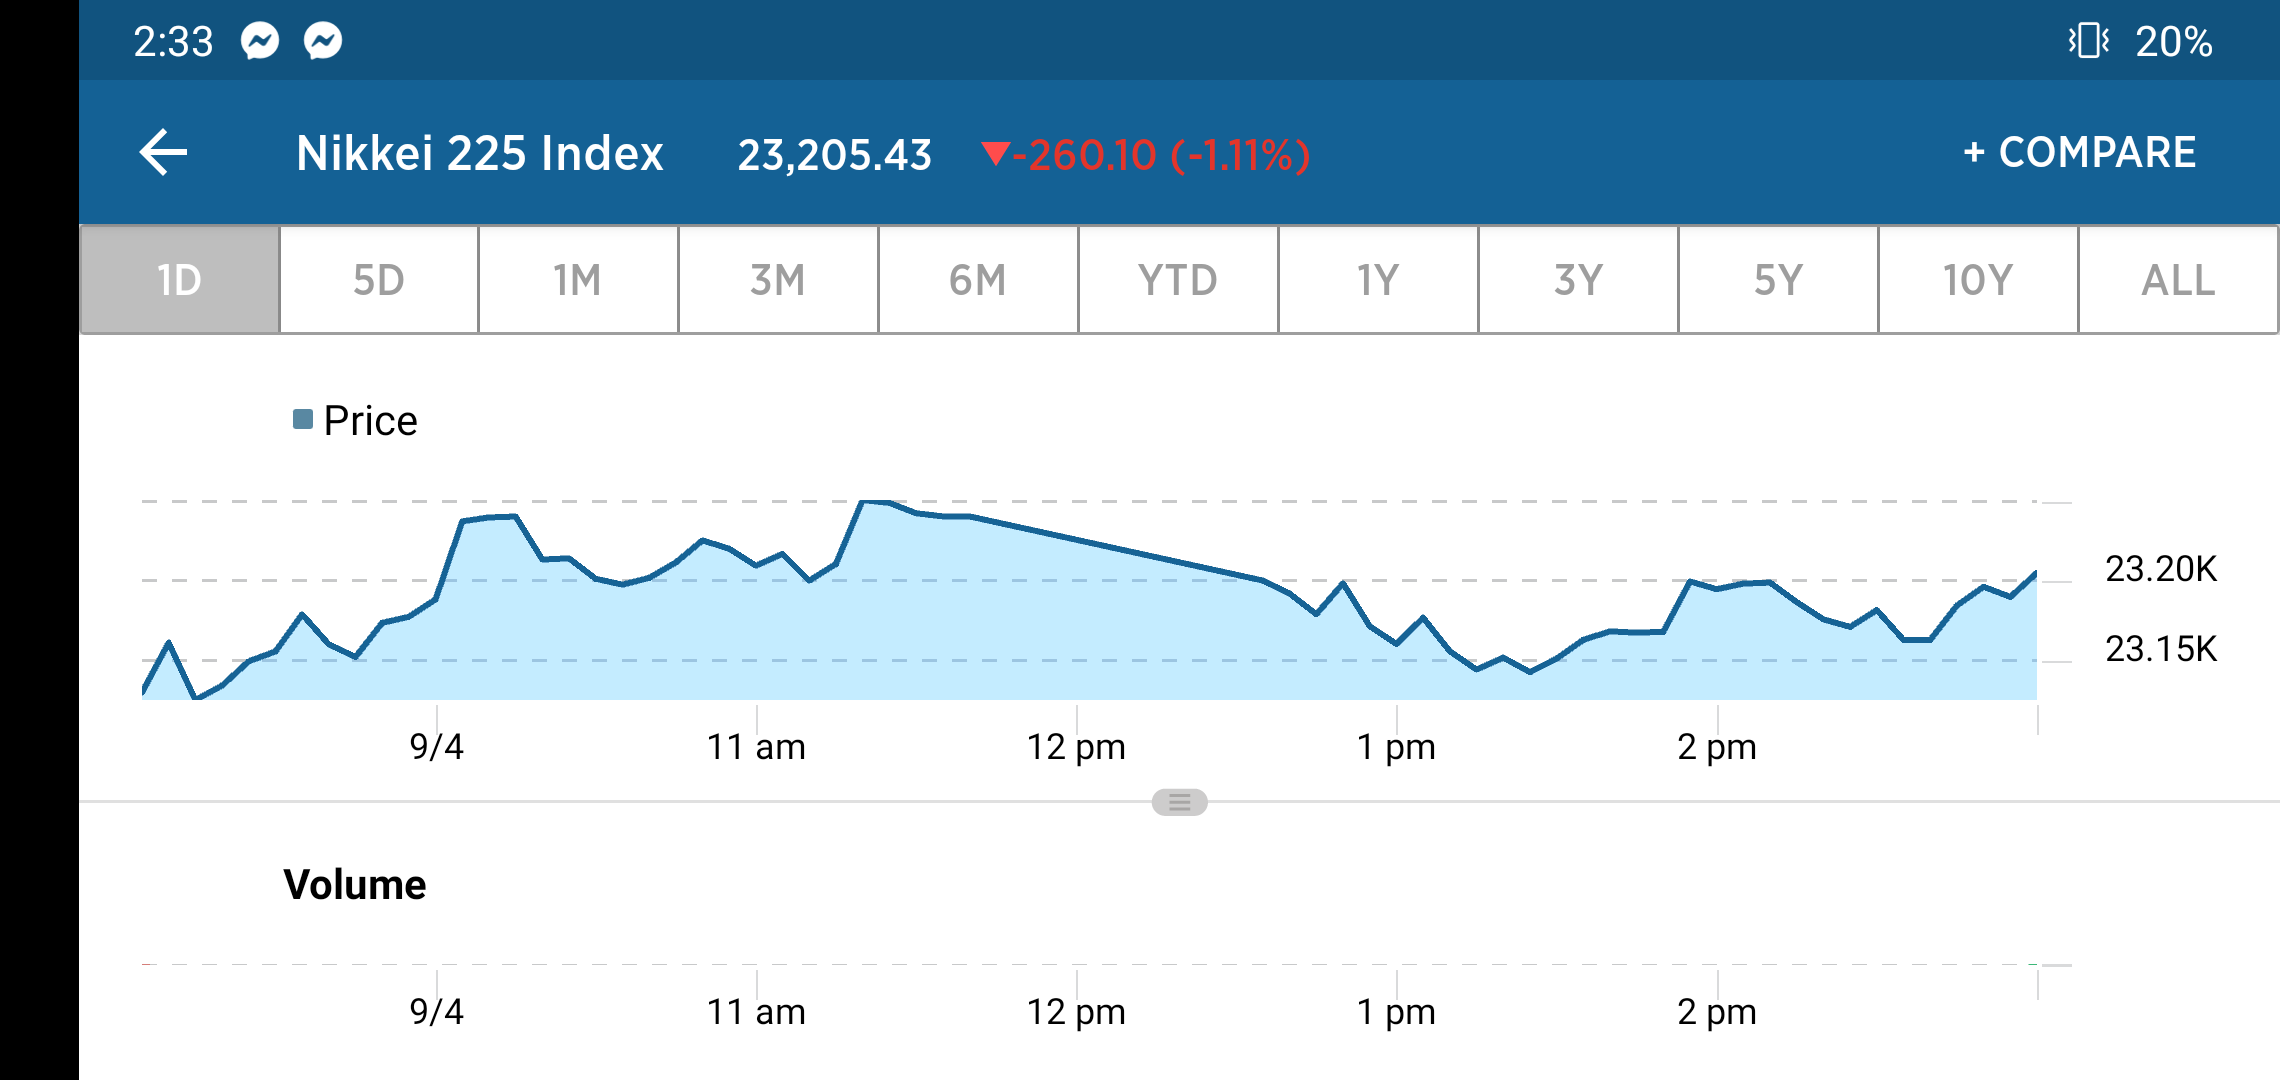 2:33 20%
Nikkei 225 Index 23,205.43 ▼-260.10 (-1.11%) + COMPARE
1D 5D 1M 3M 6M YTD 1Y 3Y 5Y 10Y ALL
Price
23.20K
23.15K
9/4 11 am 12 pm 1 pm 2 pm
Volume
9/4 11 am 12 pm 1 pm 2 pm